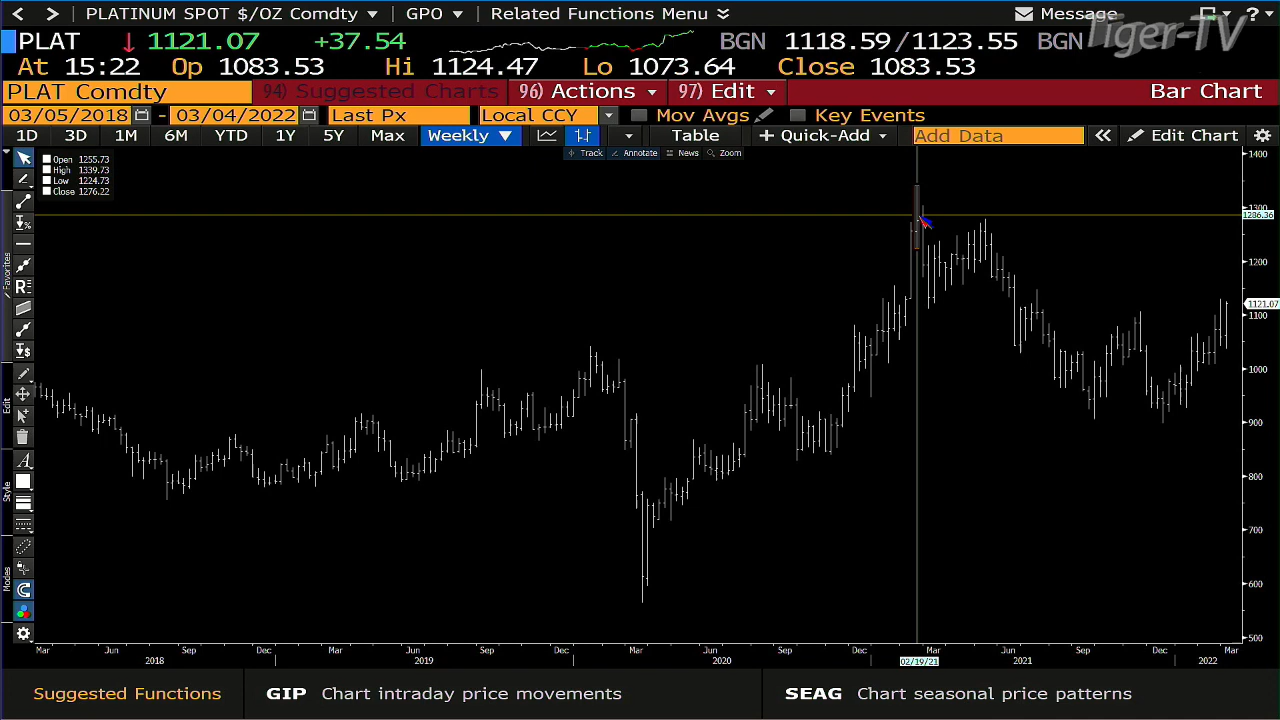 < > PLATINUM SPOT $/OZ Comdty GPO Related Functions Menu Message ?
Tiger-TV
PLAT ↓ 1121.07 +37.54 BGN 1118.59/1123.55 BGN
At 15:22 Op 1083.53 Hi 1124.47 Lo 1073.64 Close 1083.53
PLAT Comdty 94) Suggested Charts 96) Actions 97) Edit Bar Chart
03/05/2018 - 03/04/2022 Last Px Local CCY Mov Avgs Key Events
1D 3D 1M 6M YTD 1Y 5Y Max Weekly Table + Quick-Add Add Data « Edit Chart
Track Annotate News Zoom
Open 1255.73
High 1339.73
Low 1224.73
Close 1276.22
Favorites
Edit
Style
Modes
1400
1300
1286.36
1200
1121.07
1100
1000
900
800
700
600
500
Mar Jun Sep Dec Mar Jun Sep Dec Mar Jun Sep Dec Mar Jun Sep Dec Mar
2018 2019 2020 02/19/21 2021 2022
Suggested Functions GIP Chart intraday price movements SEAG Chart seasonal price patterns